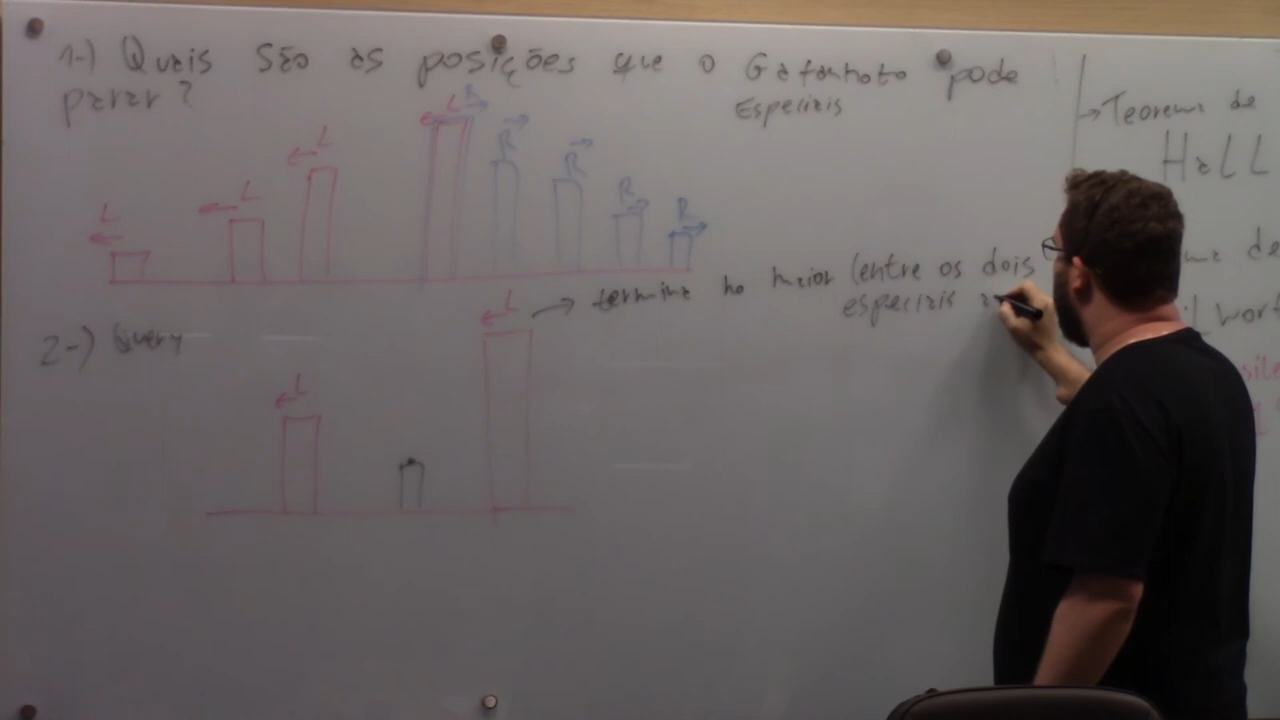 1-) Quais são as posições que o Gafanhoto pode
parar?
Especiais
L R
R
L
R
L
R
L
R
→ Teorema de
HaLL
L → termina no maior (entre os dois
especiais
de
2-) Query
L